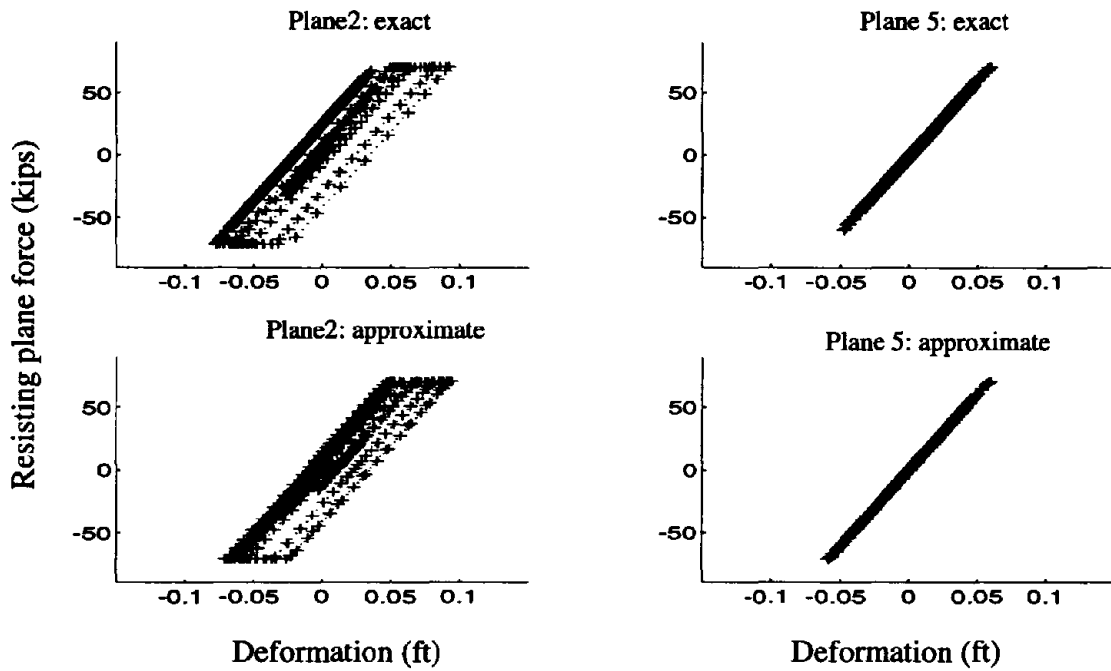 Plane2: exact
Plane 5: exact
50
0
-50
-0.1 -0.05 0 0.05 0.1
50
0
-50
-0.1 -0.05 0 0.05 0.1
Resisting plane force (kips)
Plane2: approximate
Plane 5: approximate
50
0
-50
-0.1 -0.05 0 0.05 0.1
50
0
-50
-0.1 -0.05 0 0.05 0.1
Deformation (ft)
Deformation (ft)